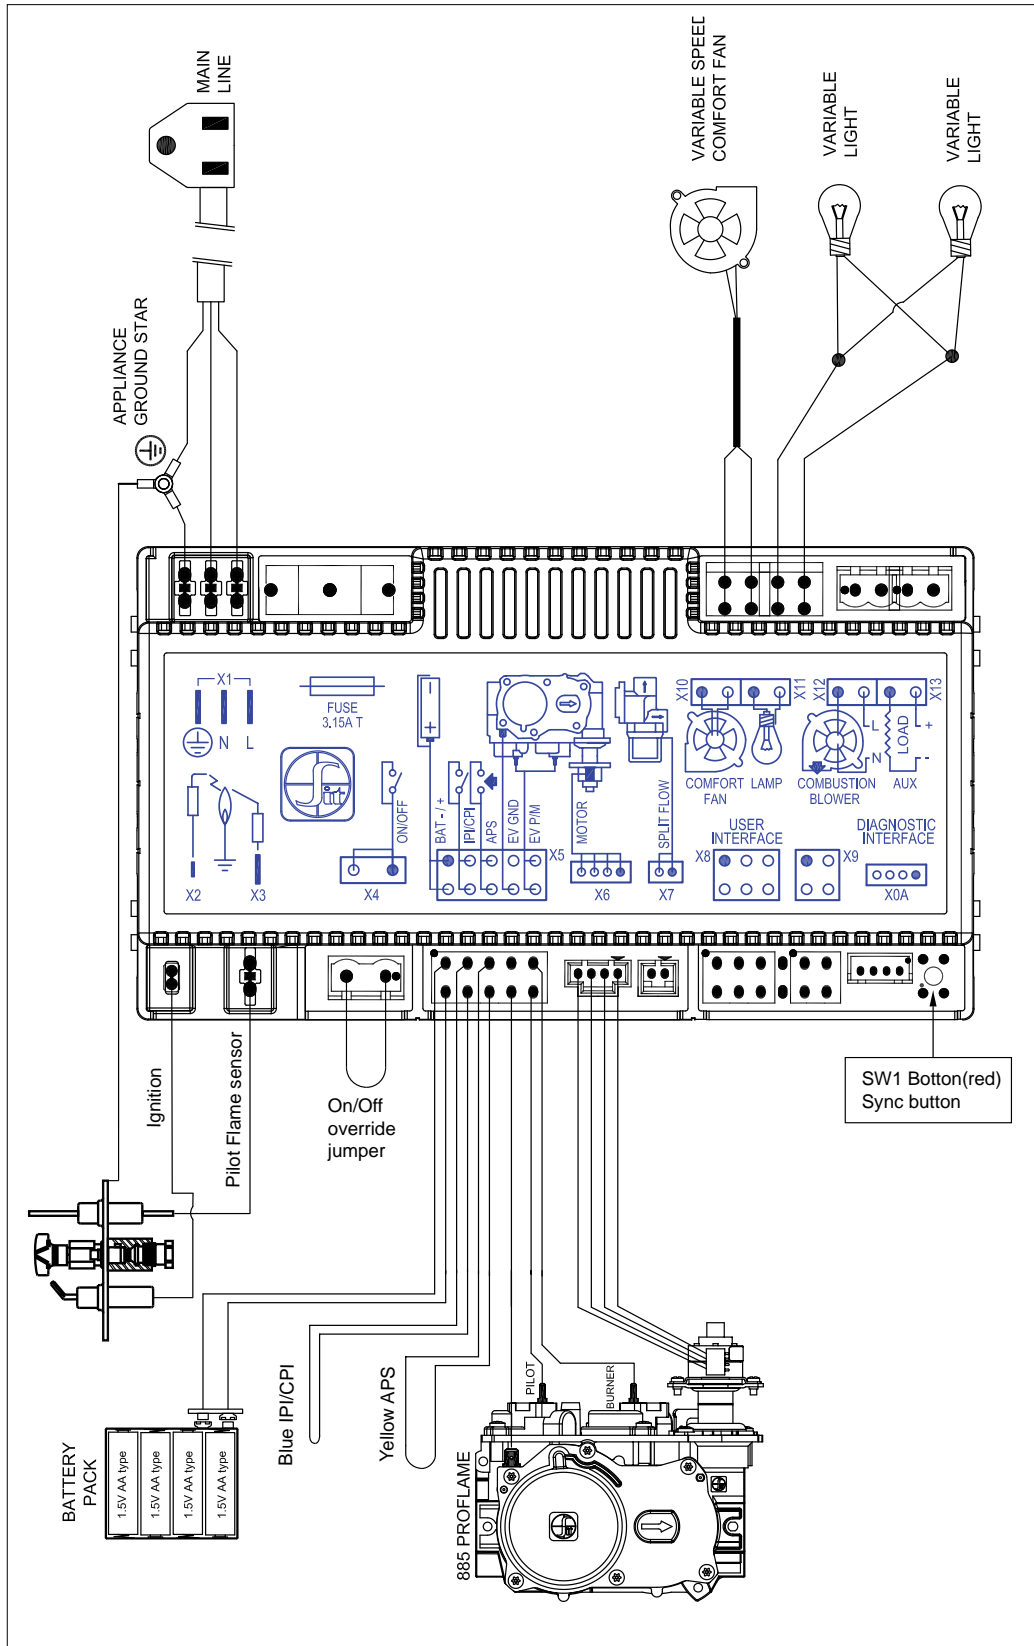 MAIN
LINE
VARIABLE SPEED
COMFORT FAN
VARIABLE
LIGHT
VARIABLE
LIGHT
APPLIANCE
GROUND STAR
X1
N
L
FUSE
3.15A T
X2
X3
ON/OFF
X4
BAT - / +
IPI/CPI
APS
EV GND
EV P/M
X5
MOTOR
X6
SPLIT FLOW
X7
X10
X11
X12
X13
COMFORT
FAN
LAMP
COMBUSTION
BLOWER
L
N
LOAD
+
-
AUX
USER
INTERFACE
X8
X9
DIAGNOSTIC
INTERFACE
X0A
Ignition
Pilot Flame sensor
On/Off
override
jumper
SW1 Botton(red)
Sync button
Blue IPI/CPI
Yellow APS
PILOT
BURNER
885 PROFLAME
BATTERY
PACK
1.5V AA type
1.5V AA type
1.5V AA type
1.5V AA type